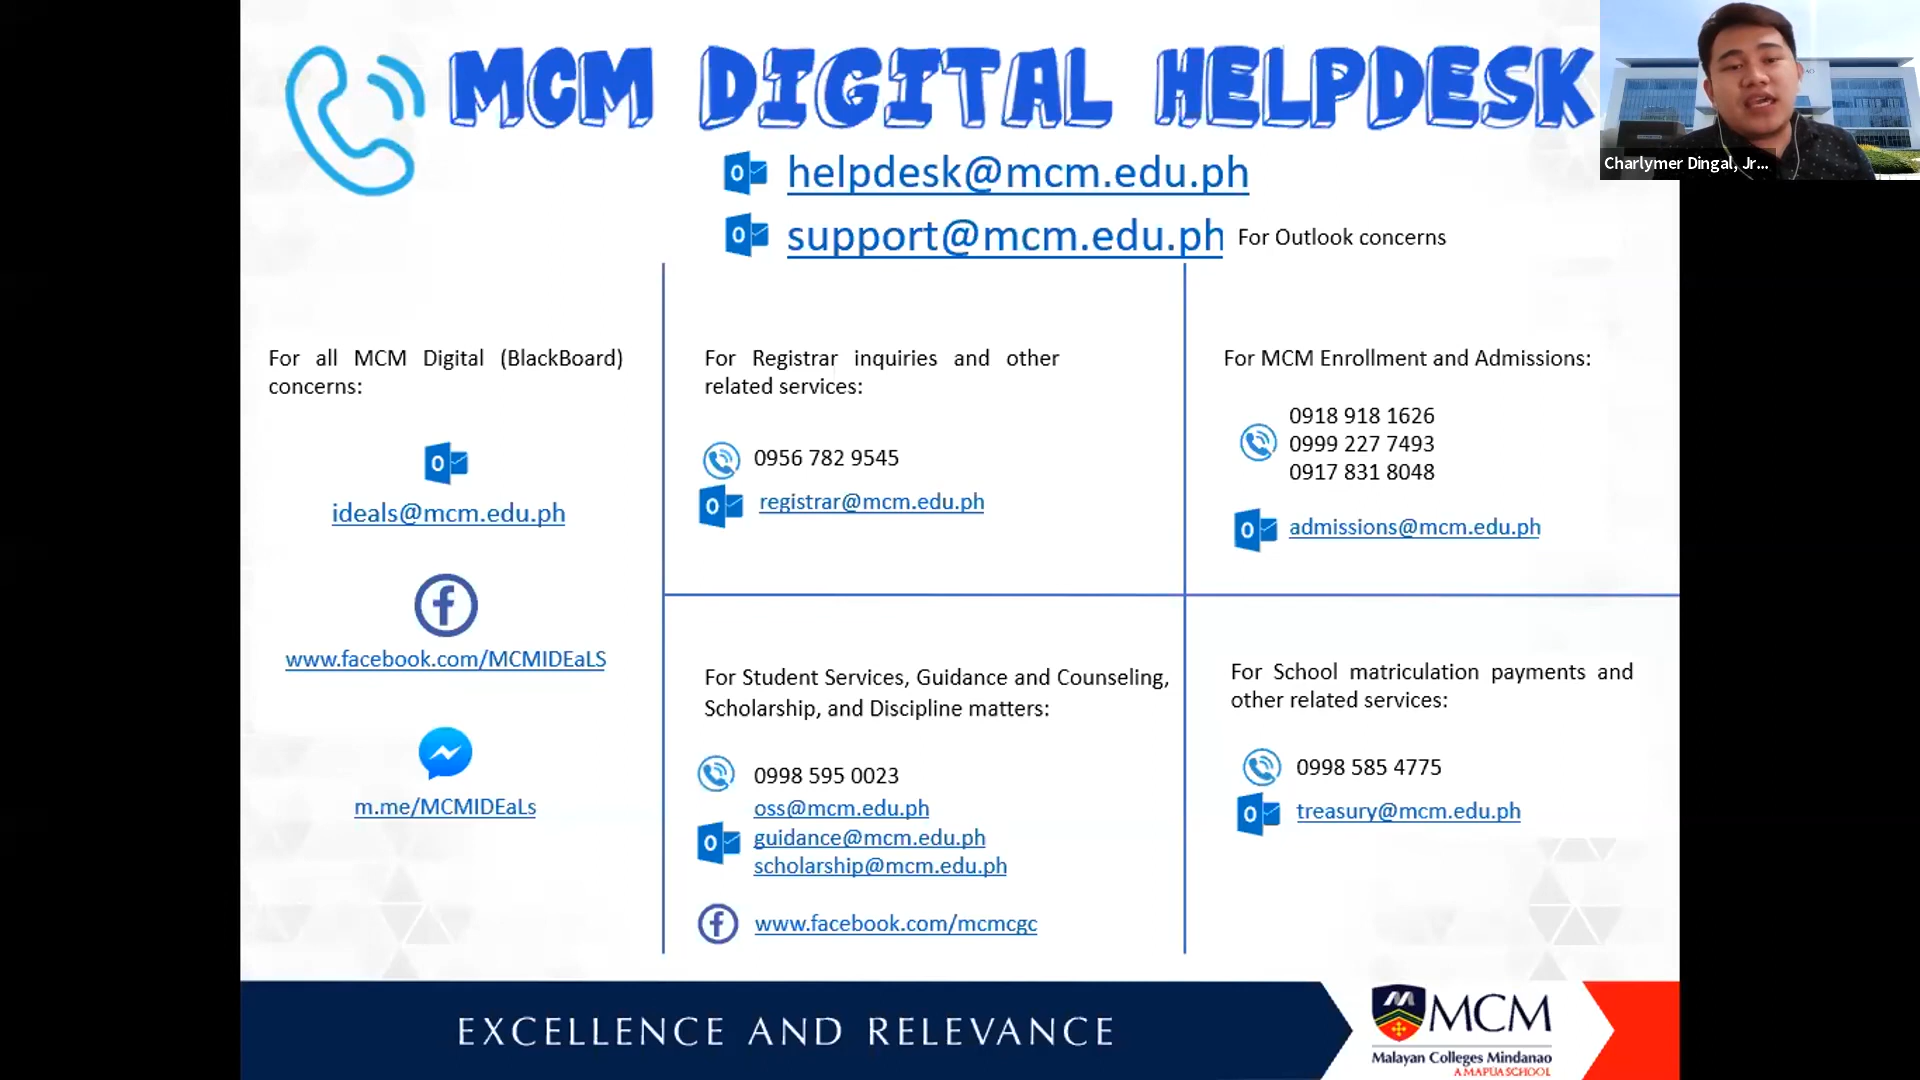 MCM DIGITAL HELPDESK
helpdesk@mcm.edu.ph
support@mcm.edu.ph For Outlook concerns
Charlymer Dingal, Jr...
For all MCM Digital (BlackBoard)
concerns:
ideals@mcm.edu.ph
www.facebook.com/MCMIDEaLS
m.me/MCMIDEaLs
For Registrar inquiries and other
related services:
0956 782 9545
registrar@mcm.edu.ph
For MCM Enrollment and Admissions:
0918 918 1626
0999 227 7493
0917 831 8048
admissions@mcm.edu.ph
For Student Services, Guidance and Counseling,
Scholarship, and Discipline matters:
0998 595 0023
oss@mcm.edu.ph
guidance@mcm.edu.ph
scholarship@mcm.edu.ph
www.facebook.com/mcmcgc
For School matriculation payments and
other related services:
0998 585 4775
treasury@mcm.edu.ph
EXCELLENCE AND RELEVANCE
MCM
Malayan Colleges Mindanao
A MAPUA SCHOOL